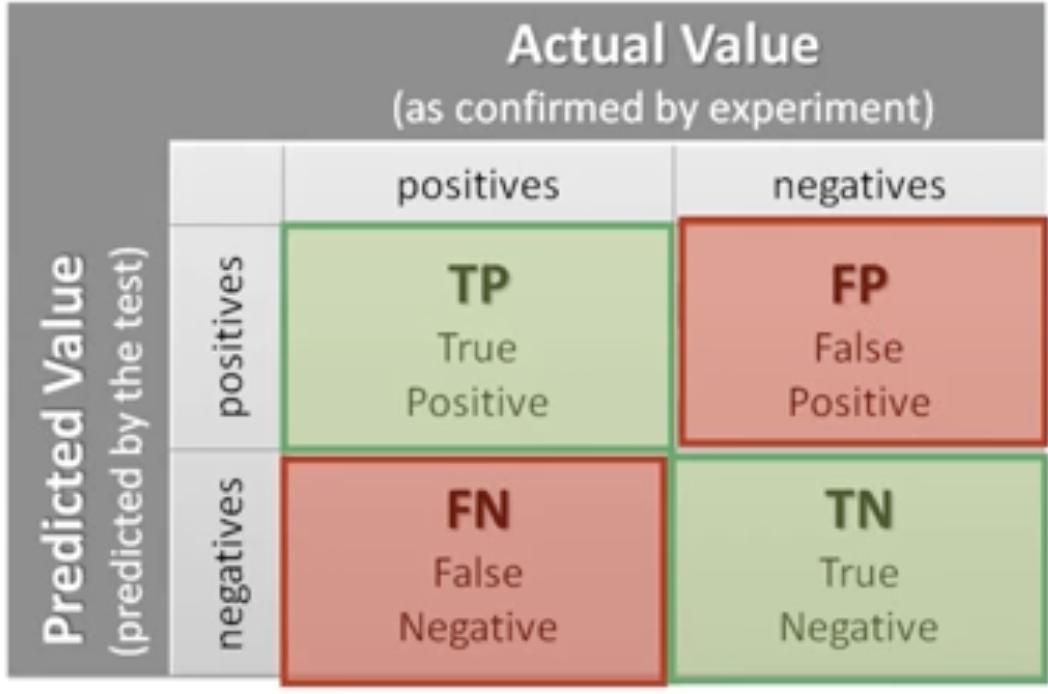 Actual Value
(as confirmed by experiment)
positives negatives
Predicted Value
(predicted by the test)
positives
TP
True
Positive
FP
False
Positive
negatives
FN
False
Negative
TN
True
Negative